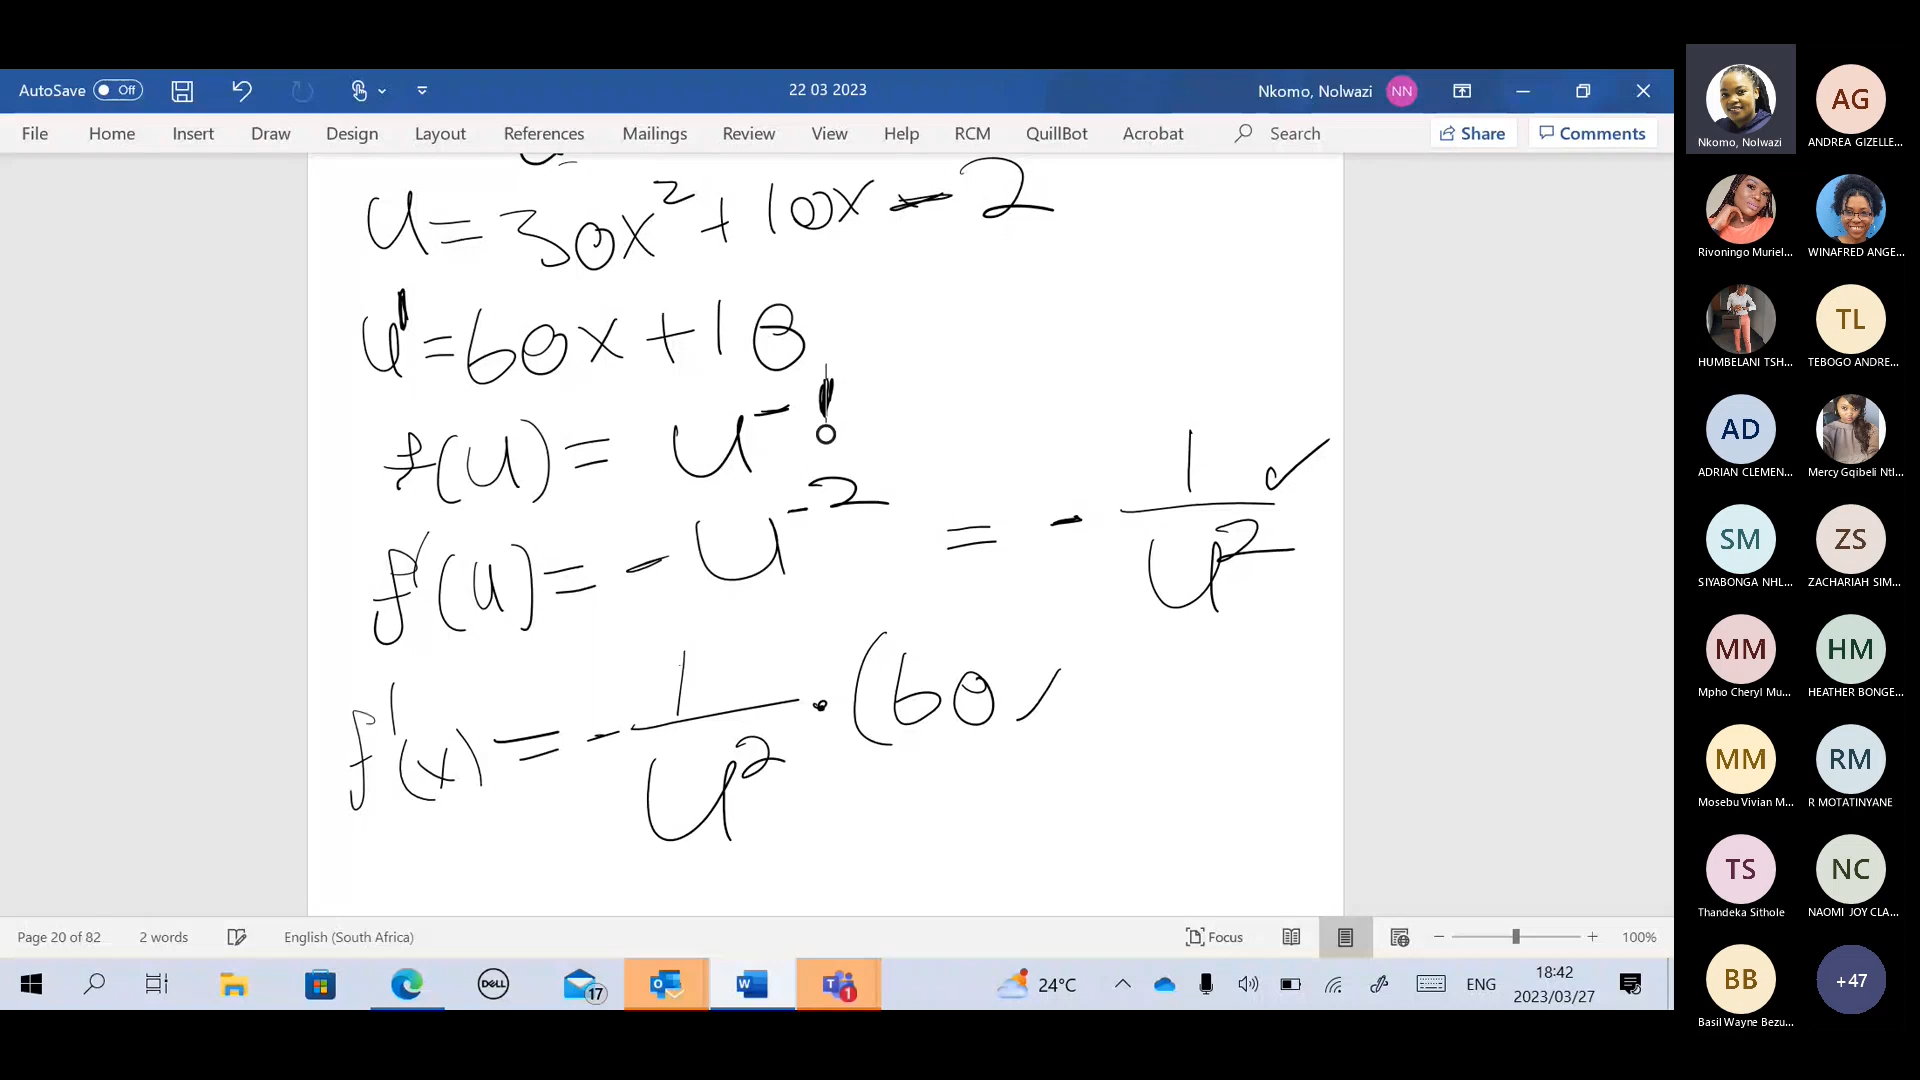 AutoSave Off
22 03 2023
Nkomo, Nolwazi NN
File Home Insert Draw Design Layout References Mailings Review View Help RCM QuillBot Acrobat Search Share Comments
u = 30x² + 10x - 2
u' = 60x + 10
f(u) = u⁻¹
f'(u) = - u⁻² = - 1/u² ✓
f'(x) = - 1/u² · (60
Page 20 of 82 2 words English (South Africa) Focus 100%
17
1
24°C ENG 18:42
2023/03/27
Nkomo, Nolwazi
AG
ANDREA GIZELLE...
Rivoningo Muriel...
WINAFRED ANGE...
HUMBELANI TSH...
TL
TEBOGO ANDRE...
AD
ADRIAN CLEMEN...
Mercy Gqibeli Ntl...
SM
SIYABONGA NHL...
ZS
ZACHARIAH SIM...
MM
Mpho Cheryl Mu...
HM
HEATHER BONGE...
MM
Mosebu Vivian M...
RM
R MOTATINYANE
TS
Thandeka Sithole
NC
NAOMI JOY CLA...
BB
Basil Wayne Bezu...
+47
DELL